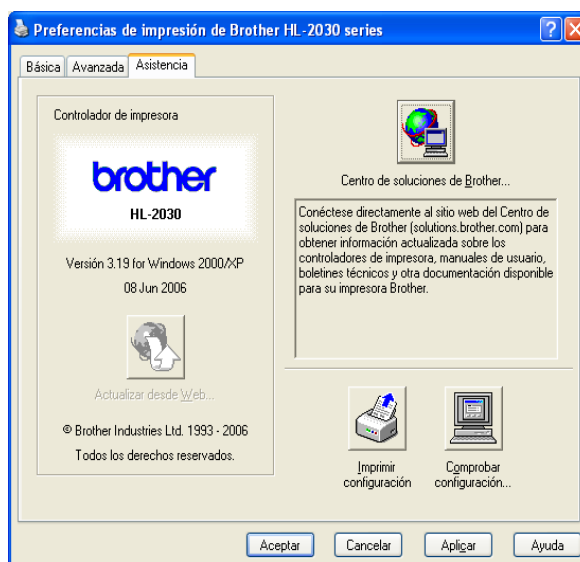 Preferencias de impresión de Brother HL-2030 series
Básica
Avanzada
Asistencia
Controlador de impresora
brother
HL-2030
Versión 3.19 for Windows 2000/XP
08 Jun 2006
Actualizar desde Web...
© Brother Industries Ltd. 1993 - 2006
Todos los derechos reservados.
Centro de soluciones de Brother...
Conéctese directamente al sitio web del Centro de
soluciones de Brother (solutions.brother.com) para
obtener información actualizada sobre los
controladores de impresora, manuales de usuario,
boletines técnicos y otra documentación disponible
para su impresora Brother.
Imprimir
configuración
Comprobar
configuración...
Aceptar
Cancelar
Aplicar
Ayuda